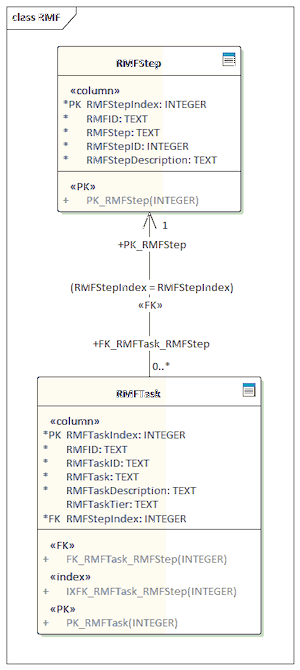 class RMF
RMFStep
«column»
*PK RMFStepIndex: INTEGER
* RMFID: TEXT
* RMFStep: TEXT
* RMFStepID: INTEGER
* RMFStepDescription: TEXT
«PK»
+ PK_RMFStep(INTEGER)
1
+PK_RMFStep
(RMFStepIndex = RMFStepIndex)
«FK»
+FK_RMFTask_RMFStep
0..*
RMFTask
«column»
*PK RMFTaskIndex: INTEGER
* RMFID: TEXT
* RMFTaskID: TEXT
* RMFTask: TEXT
* RMFTaskDescription: TEXT
RMFTaskTier: TEXT
*FK RMFStepIndex: INTEGER
«FK»
+ FK_RMFTask_RMFStep(INTEGER)
«index»
+ IXFK_RMFTask_RMFStep(INTEGER)
«PK»
+ PK_RMFTask(INTEGER)